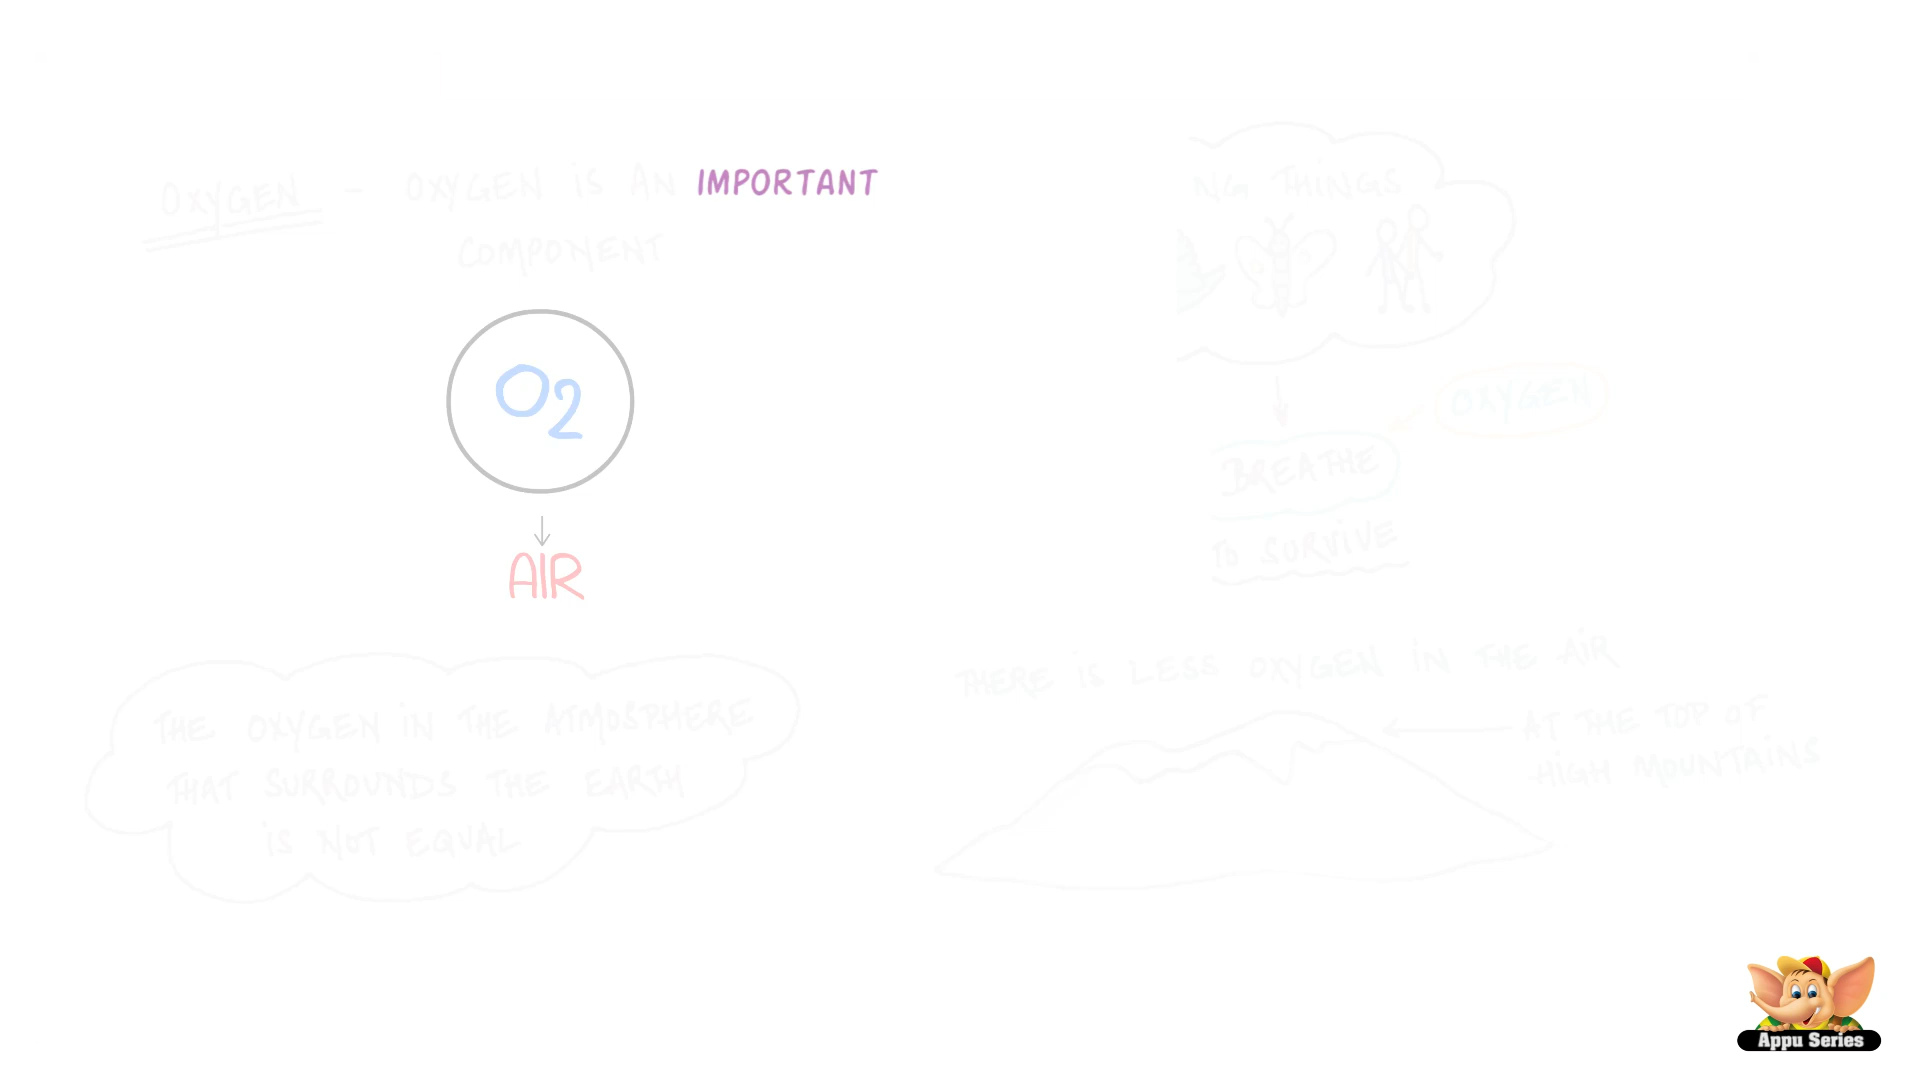 OXYGEN - OXYGEN IS AN IMPORTANT
COMPONENT
O2
AIR
NG THINGS
OXYGEN
BREATHE
TO SURVIVE
THE OXYGEN IN THE ATMOSPHERE
THAT SURROUNDS THE EARTH
IS NOT EQUAL
THERE IS LESS OXYGEN IN THE AIR
AT THE TOP OF
HIGH MOUNTAINS
Appu Series